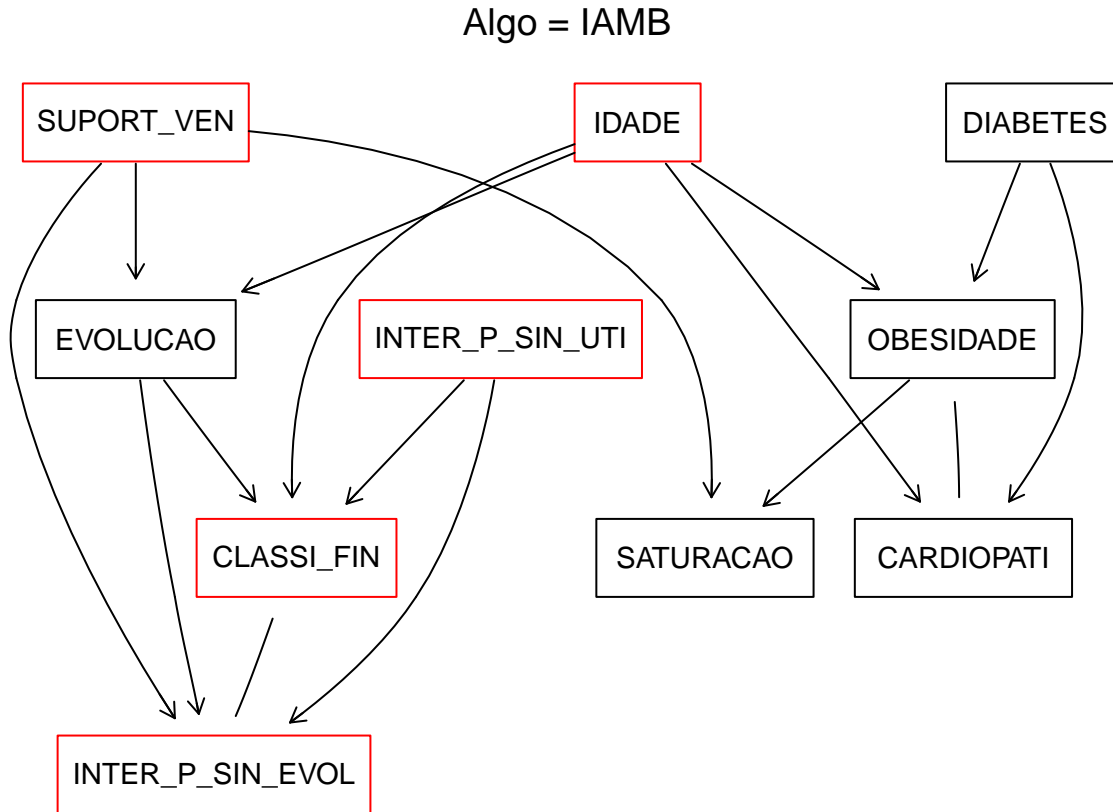 Algo = IAMB
SUPORT_VEN
IDADE
DIABETES
EVOLUCAO
INTER_P_SIN_UTI
OBESIDADE
CLASSI_FIN
SATURACAO
CARDIOPATI
INTER_P_SIN_EVOL